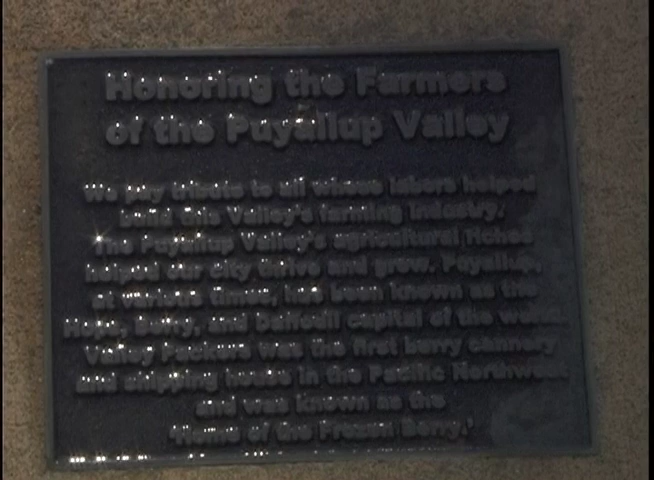 Honoring the Farmers
of the Puyallup Valley
We pay tribute to all whose labors helped
build this Valley's farming industry.
The Puyallup Valley's agricultural riches
helped our city thrive and grow. Puyallup,
at various times, has been known as the
Hops, Berry, and Daffodil capital of the world.
Valley Packers was the first berry cannery
and shipping house in the Pacific Northwest
and was known as the
'Home of the Frozen Berry.'